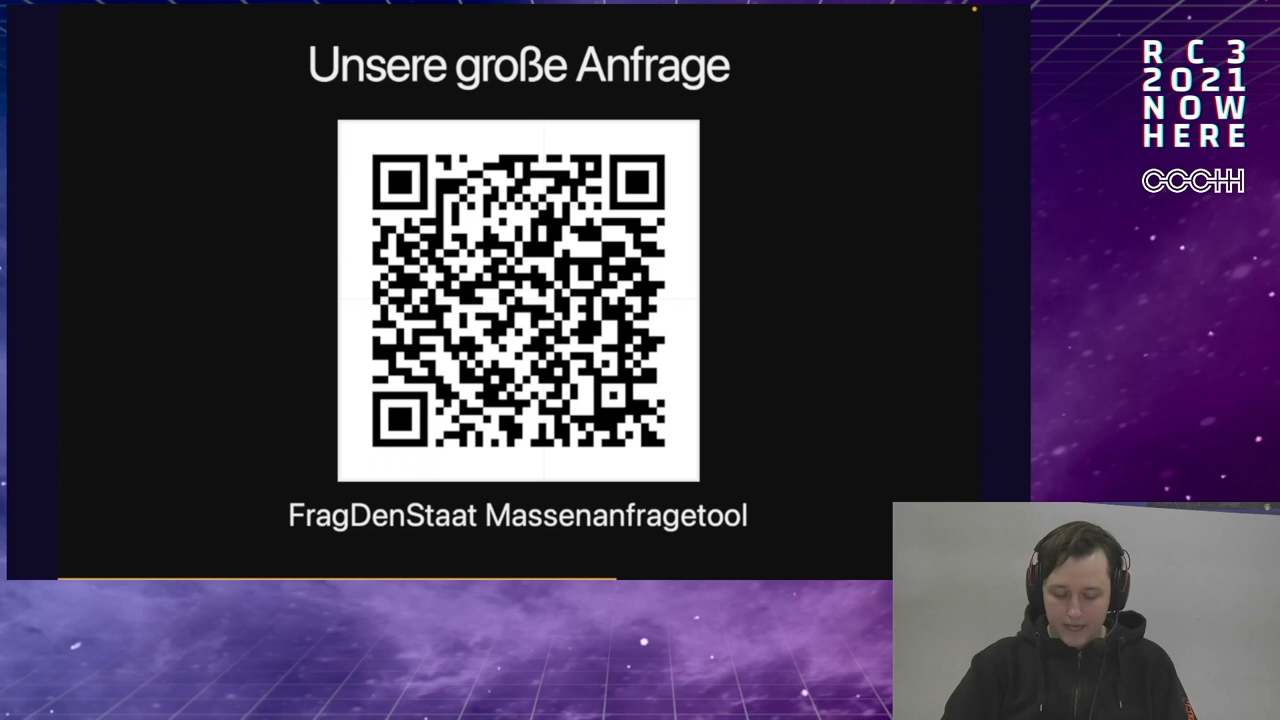 Unsere große Anfrage
FragDenStaat Massenanfragetool
R C 3
2021
NOW
HERE
CCCHH